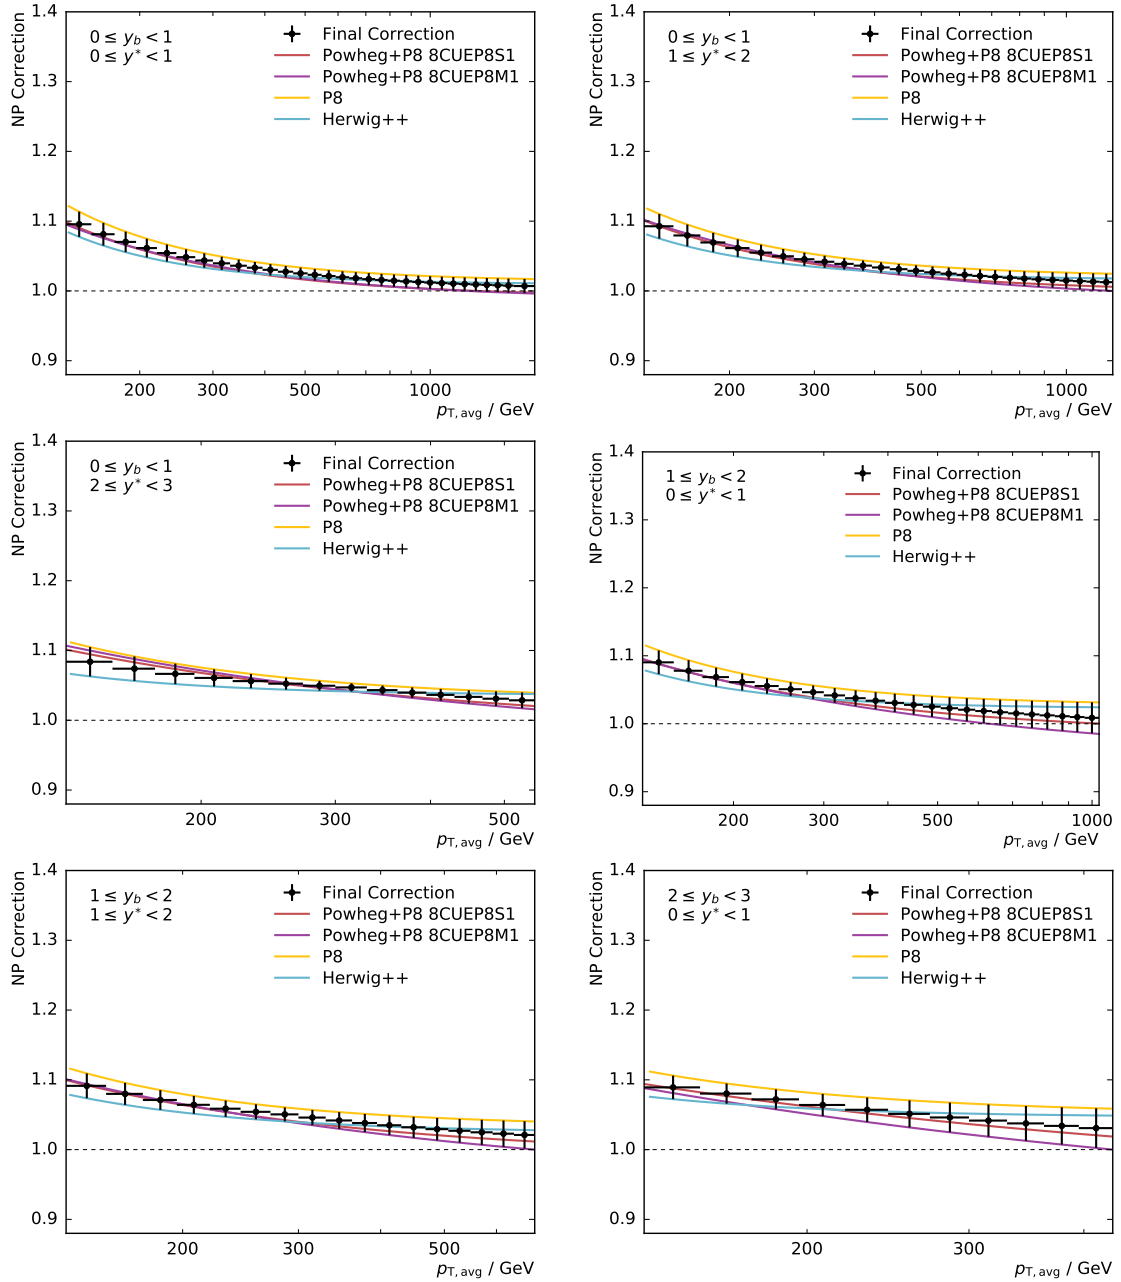 1.4
1.3
1.2
1.1
1.0
0.9
NP Correction
0 ≤ y_b < 1
0 ≤ y* < 1
Final Correction
Powheg+P8 8CUEP8S1
Powheg+P8 8CUEP8M1
P8
Herwig++
200 300 500 1000
p_T, avg / GeV
1.4
1.3
1.2
1.1
1.0
0.9
NP Correction
0 ≤ y_b < 1
1 ≤ y* < 2
Final Correction
Powheg+P8 8CUEP8S1
Powheg+P8 8CUEP8M1
P8
Herwig++
200 300 500 1000
p_T, avg / GeV
1.4
1.3
1.2
1.1
1.0
0.9
NP Correction
0 ≤ y_b < 1
2 ≤ y* < 3
Final Correction
Powheg+P8 8CUEP8S1
Powheg+P8 8CUEP8M1
P8
Herwig++
200 300 500
p_T, avg / GeV
1.4
1.3
1.2
1.1
1.0
0.9
NP Correction
1 ≤ y_b < 2
0 ≤ y* < 1
Final Correction
Powheg+P8 8CUEP8S1
Powheg+P8 8CUEP8M1
P8
Herwig++
200 300 500 1000
p_T, avg / GeV
1.4
1.3
1.2
1.1
1.0
0.9
NP Correction
1 ≤ y_b < 2
1 ≤ y* < 2
Final Correction
Powheg+P8 8CUEP8S1
Powheg+P8 8CUEP8M1
P8
Herwig++
200 300 500
p_T, avg / GeV
1.4
1.3
1.2
1.1
1.0
0.9
NP Correction
2 ≤ y_b < 3
0 ≤ y* < 1
Final Correction
Powheg+P8 8CUEP8S1
Powheg+P8 8CUEP8M1
P8
Herwig++
200 300
p_T, avg / GeV